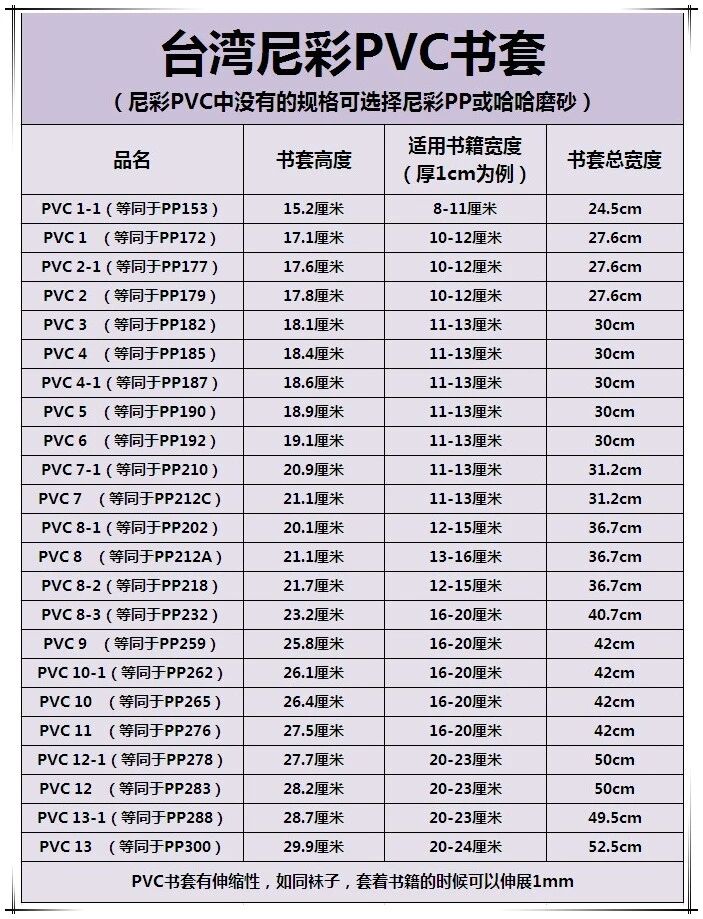 台湾尼彩PVC书套
（尼彩PVC中没有的规格可选择尼彩PP或哈哈磨砂）
品名 书套高度 适用书籍宽度（厚1cm为例） 书套总宽度
PVC 1-1（等同于PP153） 15.2厘米 8-11厘米 24.5cm
PVC 1 （等同于PP172） 17.1厘米 10-12厘米 27.6cm
PVC 2-1（等同于PP177） 17.6厘米 10-12厘米 27.6cm
PVC 2 （等同于PP179） 17.8厘米 10-12厘米 27.6cm
PVC 3 （等同于PP182） 18.1厘米 11-13厘米 30cm
PVC 4 （等同于PP185） 18.4厘米 11-13厘米 30cm
PVC 4-1（等同于PP187） 18.6厘米 11-13厘米 30cm
PVC 5 （等同于PP190） 18.9厘米 11-13厘米 30cm
PVC 6 （等同于PP192） 19.1厘米 11-13厘米 30cm
PVC 7-1（等同于PP210） 20.9厘米 11-13厘米 31.2cm
PVC 7 （等同于PP212C） 21.1厘米 11-13厘米 31.2cm
PVC 8-1（等同于PP202） 20.1厘米 12-15厘米 36.7cm
PVC 8 （等同于PP212A） 21.1厘米 13-16厘米 36.7cm
PVC 8-2（等同于PP218） 21.7厘米 12-15厘米 36.7cm
PVC 8-3（等同于PP232） 23.2厘米 16-20厘米 40.7cm
PVC 9 （等同于PP259） 25.8厘米 16-20厘米 42cm
PVC 10-1（等同于PP262） 26.1厘米 16-20厘米 42cm
PVC 10 （等同于PP265） 26.4厘米 16-20厘米 42cm
PVC 11 （等同于PP276） 27.5厘米 16-20厘米 42cm
PVC 12-1（等同于PP278） 27.7厘米 20-23厘米 50cm
PVC 12 （等同于PP283） 28.2厘米 20-23厘米 50cm
PVC 13-1（等同于PP288） 28.7厘米 20-23厘米 49.5cm
PVC 13 （等同于PP300） 29.9厘米 20-24厘米 52.5cm
PVC书套有伸缩性，如同袜子，套着书籍的时候可以伸展1mm